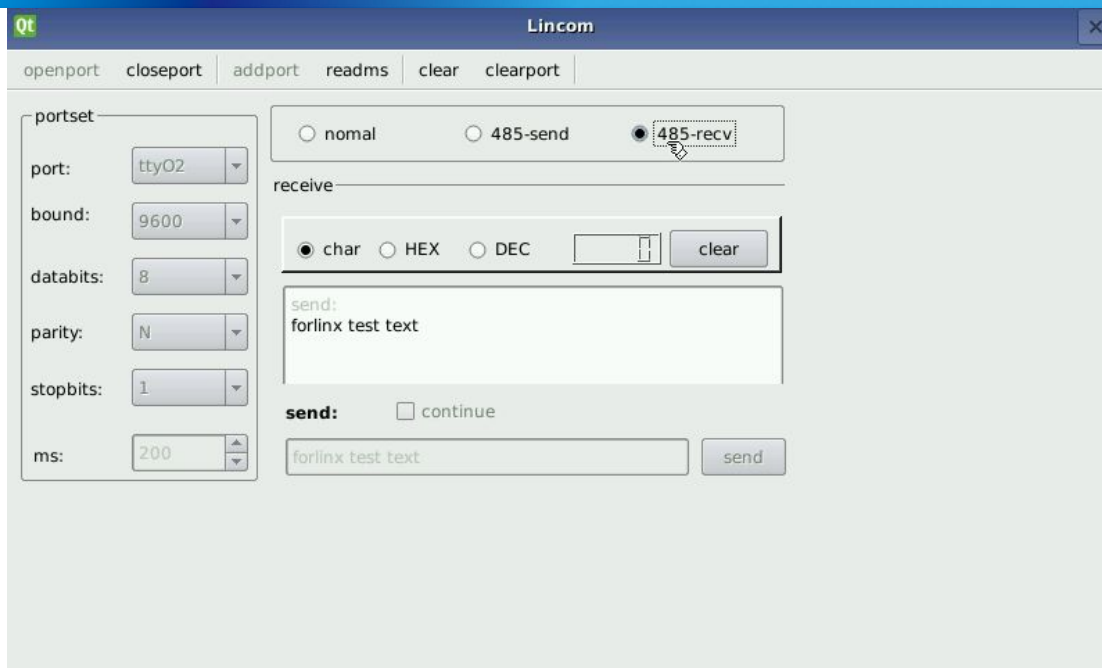 Qt Lincom
openport closeport addport readms clear clearport
portset
port: ttyO2
bound: 9600
databits: 8
parity: N
stopbits: 1
ms: 200
nomal 485-send 485-recv
receive
char HEX DEC 0 clear
send:
forlinx test text
send: continue
forlinx test text send